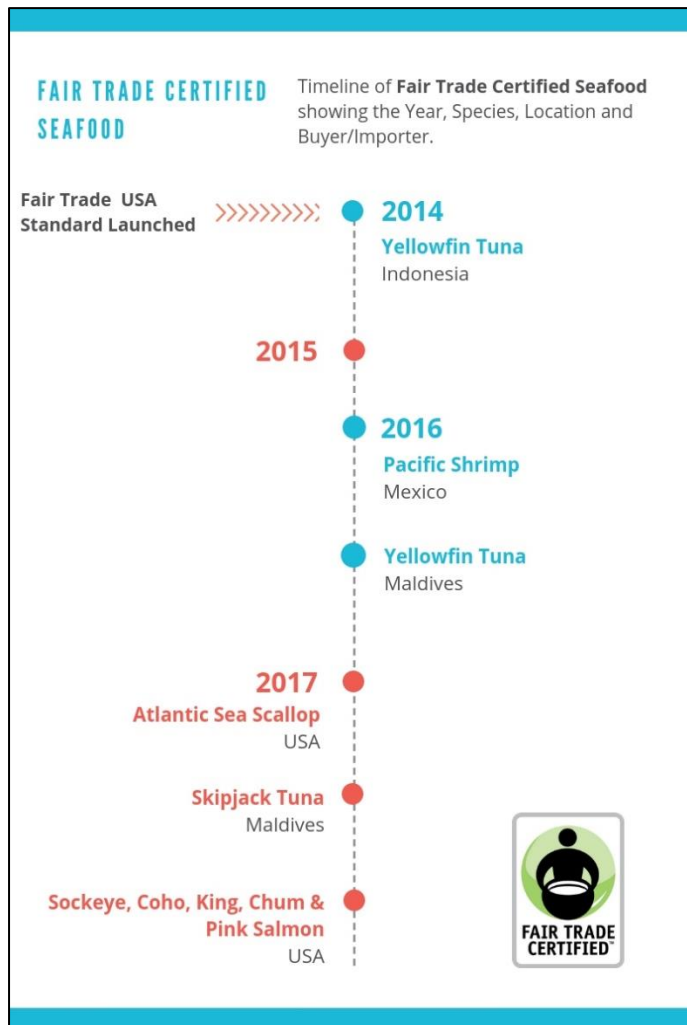 FAIR TRADE CERTIFIED
SEAFOOD
Timeline of Fair Trade Certified Seafood
showing the Year, Species, Location and
Buyer/Importer.
Fair Trade USA
Standard Launched
2014
Yellowfin Tuna
Indonesia
2015
2016
Pacific Shrimp
Mexico
Yellowfin Tuna
Maldives
2017
Atlantic Sea Scallop
USA
Skipjack Tuna
Maldives
Sockeye, Coho, King, Chum &
Pink Salmon
USA
FAIR TRADE
CERTIFIED™